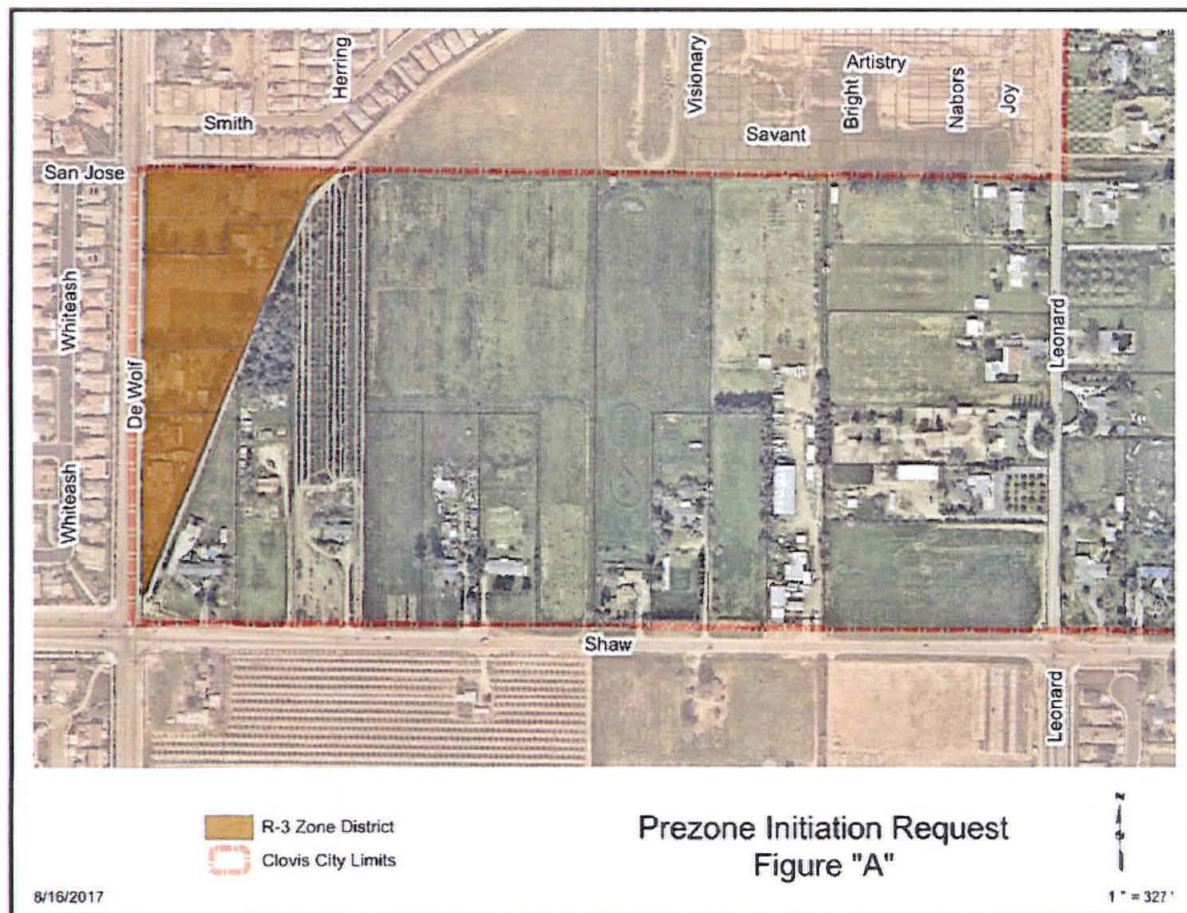 Herring
Visionary
Artistry
Bright
Nabors
Joy
Smith
Savant
San Jose
Whiteash
De Wolf
Leonard
Whiteash
Shaw
Leonard
R-3 Zone District
Clovis City Limits
Prezone Initiation Request
Figure "A"
N
8/16/2017
1 " = 327 '